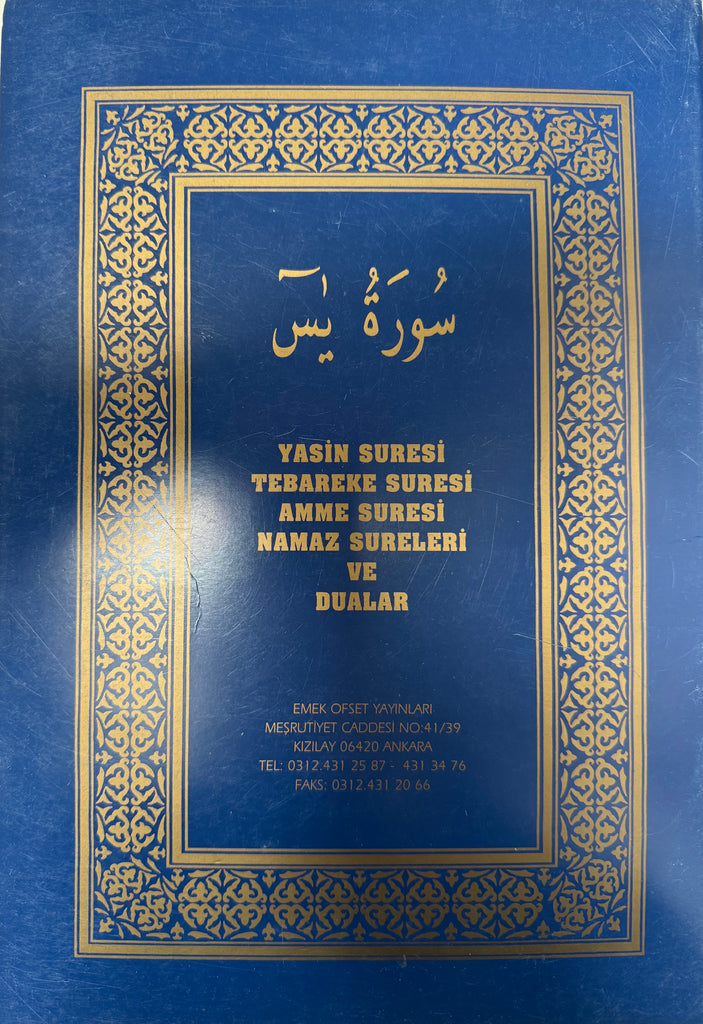 سُورَةُ يٰسٓ
YASİN SURESİ
TEBAREKE SURESİ
AMME SURESİ
NAMAZ SURELERİ
VE
DUALAR
EMEK OFSET YAYINLARI
MEŞRUTİYET CADDESİ NO:41/39
KIZILAY 06420 ANKARA
TEL: 0312.431 25 87 - 431 34 76
FAKS: 0312.431 20 66